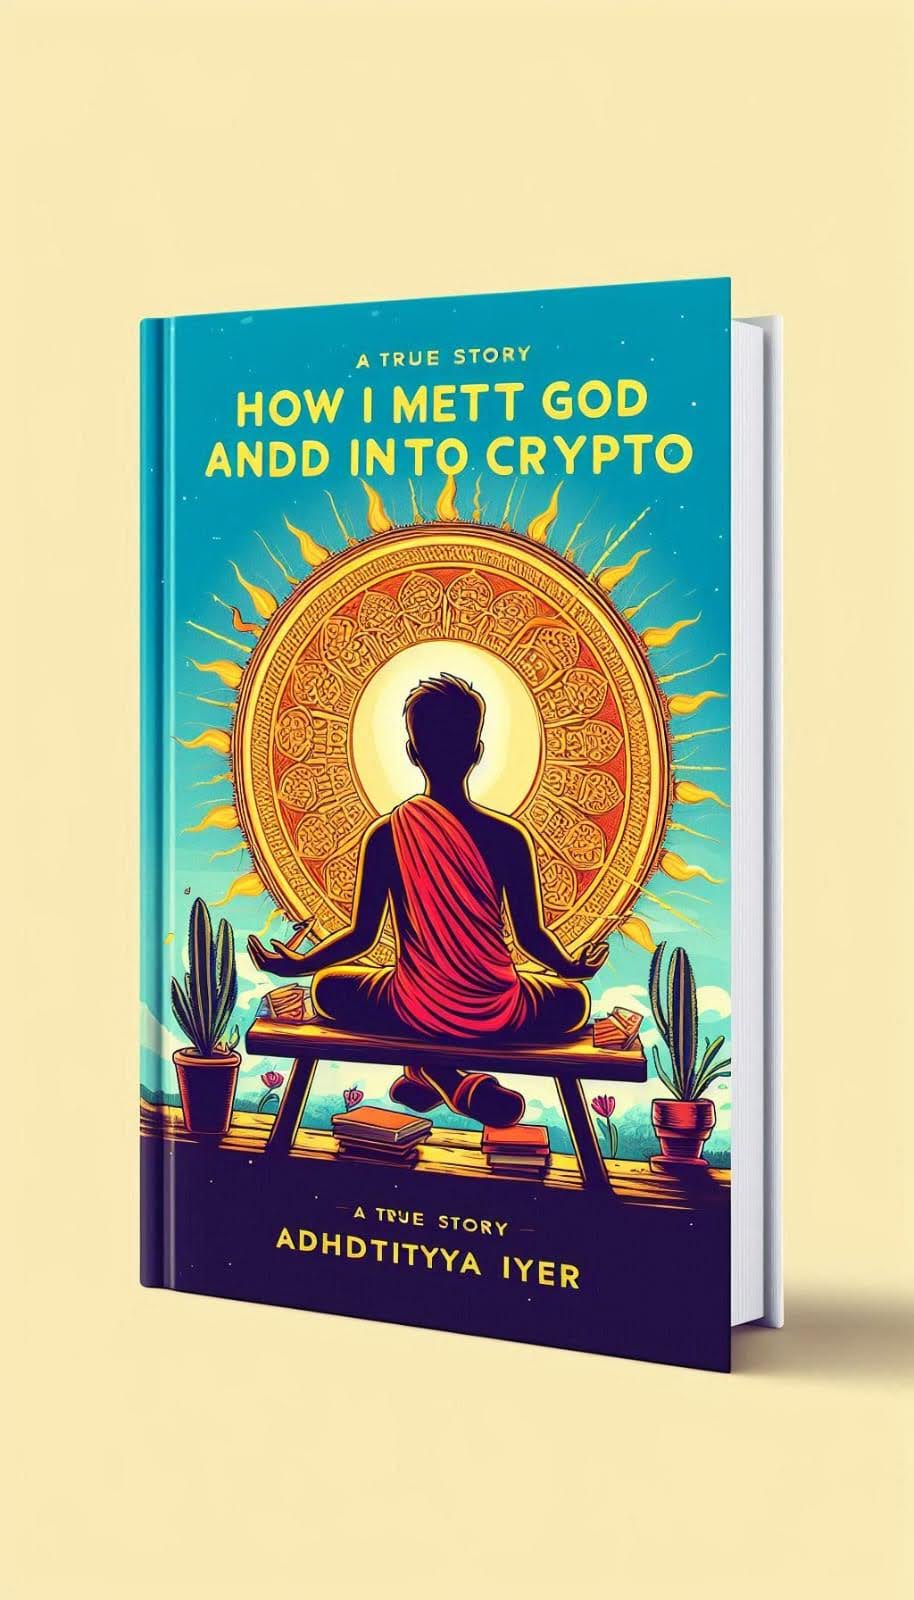 A TRUE STORY
HOW I METT GOD
ANDD INTO CRYPTO
A TRUE STORY
ADHDTITYYA IYER